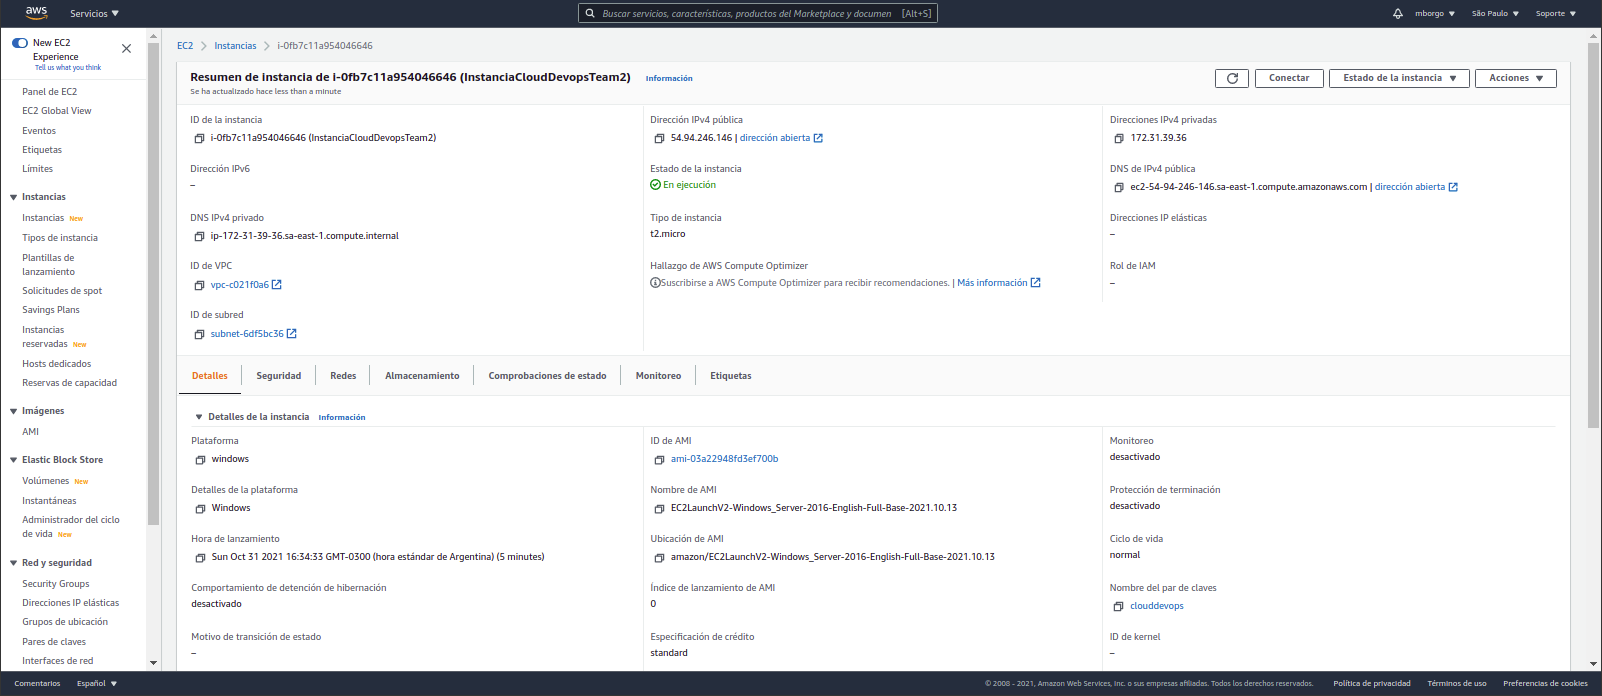 aws
Servicios
Buscar servicios, características, productos del Marketplace y documen
[Alt+S]
mborgo
São Paulo
Soporte
New EC2
Experience
Tell us what you think
Panel de EC2
EC2 Global View
Eventos
Etiquetas
Límites
Instancias
Instancias New
Tipos de instancia
Plantillas de
lanzamiento
Solicitudes de spot
Savings Plans
Instancias
reservadas New
Hosts dedicados
Reservas de capacidad
Imágenes
AMI
Elastic Block Store
Volúmenes New
Instantáneas
Administrador del ciclo
de vida New
Red y seguridad
Security Groups
Direcciones IP elásticas
Grupos de ubicación
Pares de claves
Interfaces de red
EC2
Instancias
i-0fb7c11a954046646
Resumen de instancia de i-0fb7c11a954046646 (InstanciaCloudDevopsTeam2) Información
Se ha actualizado hace less than a minute
Conectar
Estado de la instancia
Acciones
ID de la instancia
i-0fb7c11a954046646 (InstanciaCloudDevopsTeam2)
Dirección IPv4 pública
54.94.246.146 | dirección abierta
Direcciones IPv4 privadas
172.31.39.36
Dirección IPv6
–
Estado de la instancia
En ejecución
DNS de IPv4 pública
ec2-54-94-246-146.sa-east-1.compute.amazonaws.com | dirección abierta
DNS IPv4 privado
ip-172-31-39-36.sa-east-1.compute.internal
Tipo de instancia
t2.micro
Direcciones IP elásticas
–
ID de VPC
vpc-c021f0a6
Hallazgo de AWS Compute Optimizer
Suscribirse a AWS Compute Optimizer para recibir recomendaciones. | Más información
Rol de IAM
–
ID de subred
subnet-6df5bc36
Detalles
Seguridad
Redes
Almacenamiento
Comprobaciones de estado
Monitoreo
Etiquetas
Detalles de la instancia Información
Plataforma
windows
ID de AMI
ami-03a22948fd3ef700b
Monitoreo
desactivado
Detalles de la plataforma
Windows
Nombre de AMI
EC2LaunchV2-Windows_Server-2016-English-Full-Base-2021.10.13
Protección de terminación
desactivado
Hora de lanzamiento
Sun Oct 31 2021 16:34:33 GMT-0300 (hora estándar de Argentina) (5 minutes)
Ubicación de AMI
amazon/EC2LaunchV2-Windows_Server-2016-English-Full-Base-2021.10.13
Ciclo de vida
normal
Comportamiento de detención de hibernación
desactivado
Índice de lanzamiento de AMI
0
Nombre del par de claves
clouddevops
Motivo de transición de estado
–
Especificación de crédito
standard
ID de kernel
–
Comentarios
Español
© 2008 - 2021, Amazon Web Services, Inc. o sus empresas afiliadas. Todos los derechos reservados.
Política de privacidad
Términos de uso
Preferencias de cookies